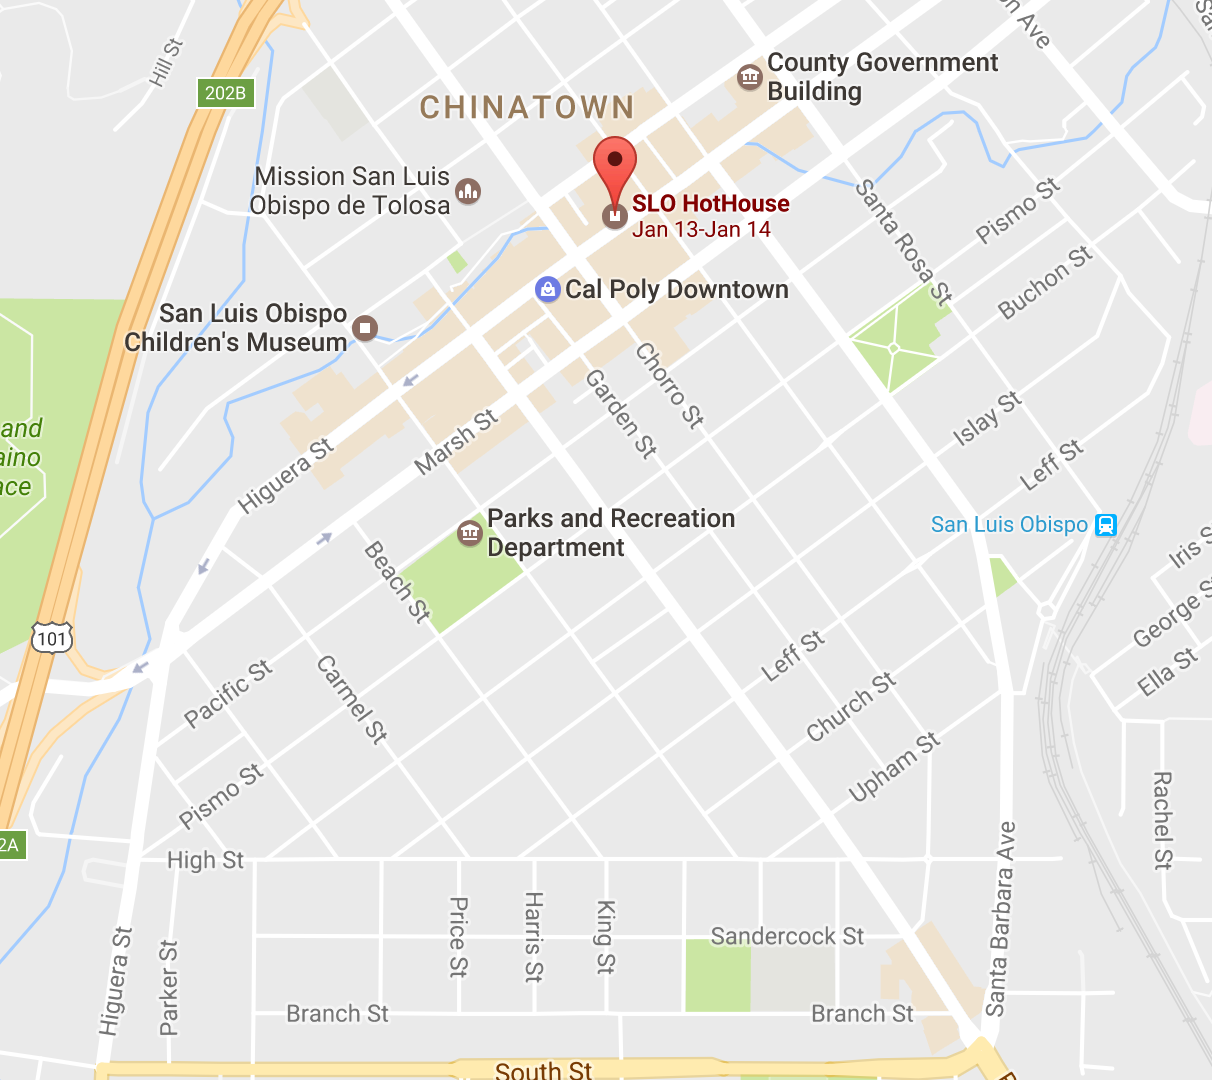 on Ave
Hill St
County Government
Building
202B
CHINATOWN
Mission San Luis
Obispo de Tolosa
SLO HotHouse
Jan 13-Jan 14
Santa Rosa St
Pismo St
Buchon St
Cal Poly Downtown
San Luis Obispo
Children's Museum
Chorro St
Garden St
Islay St
Leff St
and
aino
ace
Marsh St
Higuera St
San Luis Obispo
Parks and Recreation
Department
Iris S
Beach St
George St
101
Ella St
Leff St
Pacific St
Carmel St
Church St
Upham St
Pismo St
Rachel St
2A
High St
Santa Barbara Ave
Price St
Harris St
King St
Sandercock St
Higuera St
Parker St
Branch St
Branch St
South St